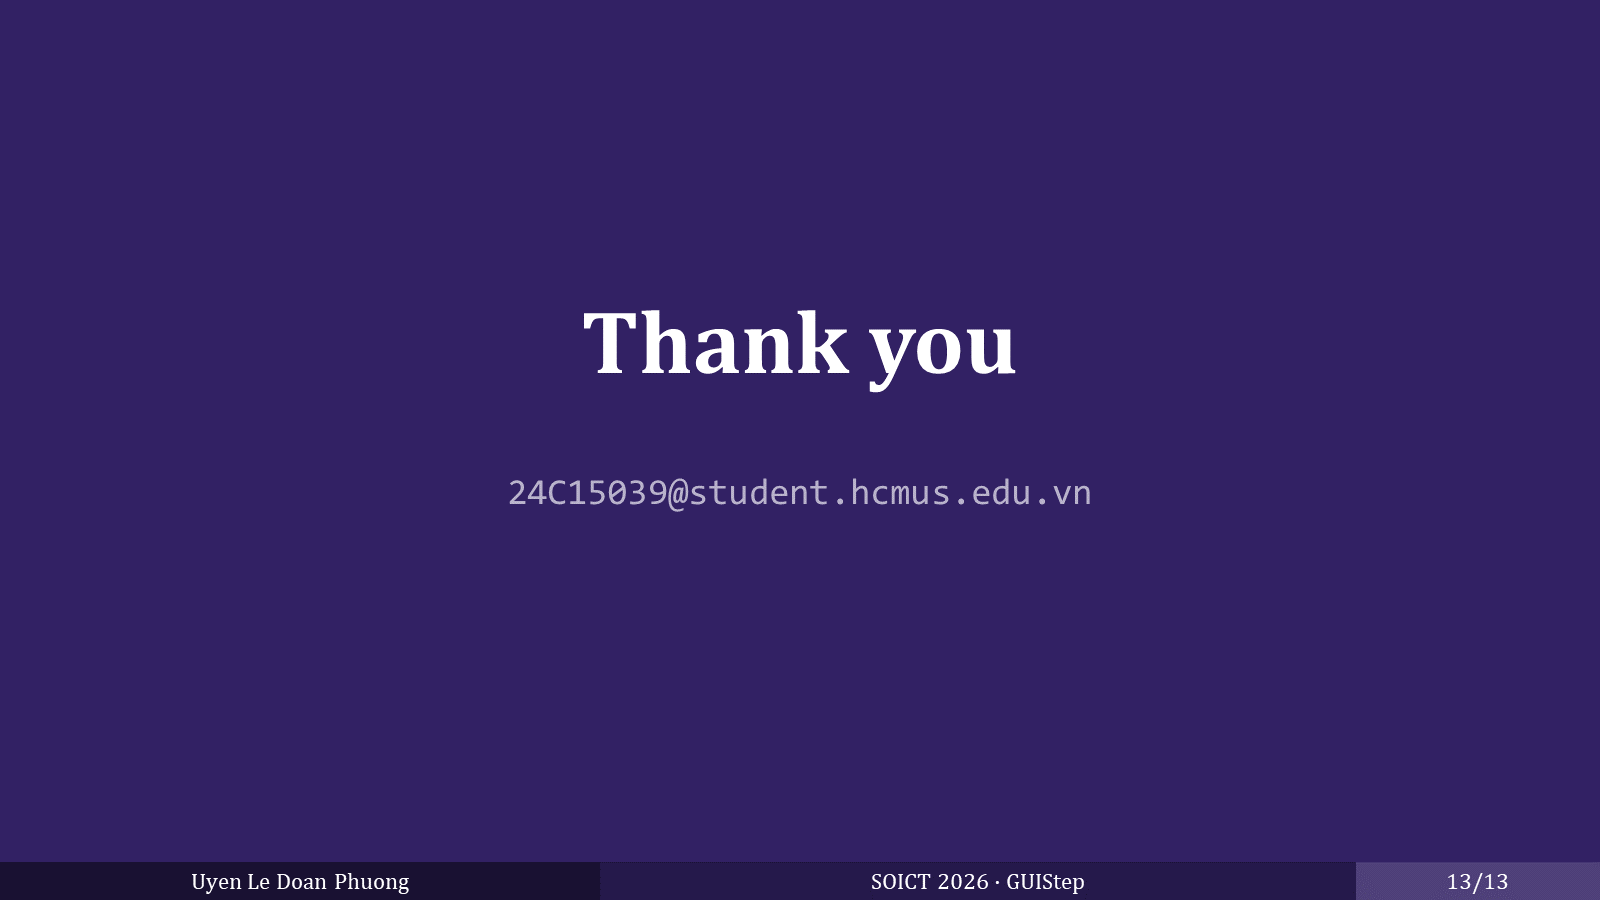 Thank you
24C15039@student.hcmus.edu.vn
Uyen Le Doan Phuong
SOICT 2026 · GUIStep
13/13